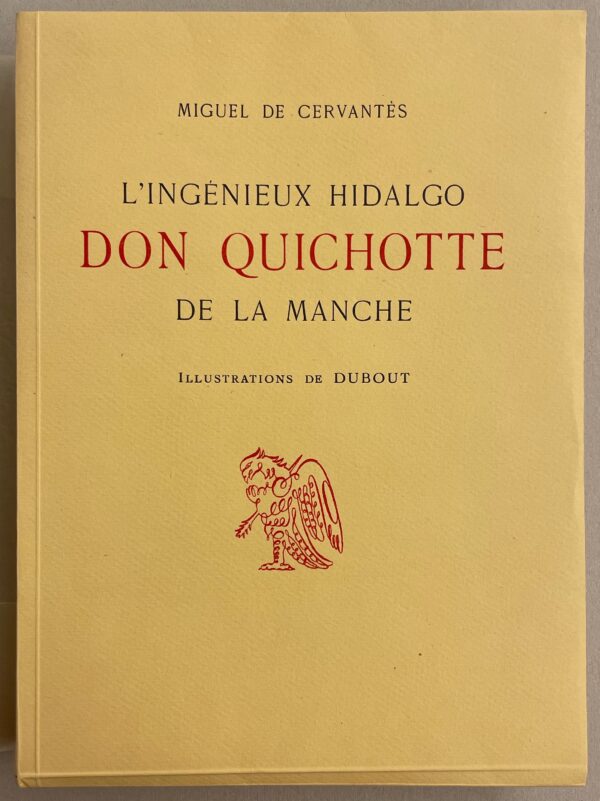 MIGUEL DE CERVANTÈS
L'INGÉNIEUX HIDALGO
DON QUICHOTTE
DE LA MANCHE
ILLUSTRATIONS DE DUBOUT